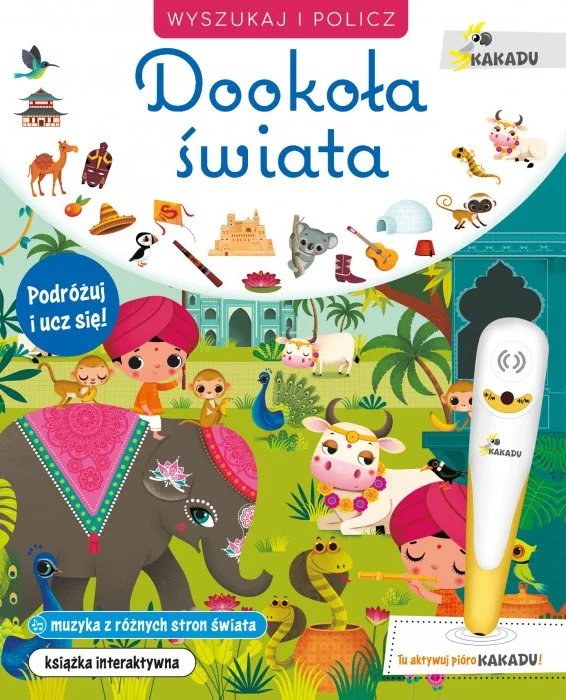 WYSZUKAJ I POLICZ
KAKADU
Dookoła
świata
Podróżuj
i ucz się!
KAKADU
muzyka z różnych stron świata
książka interaktywna
Tu aktywuj pióro KAKADU!